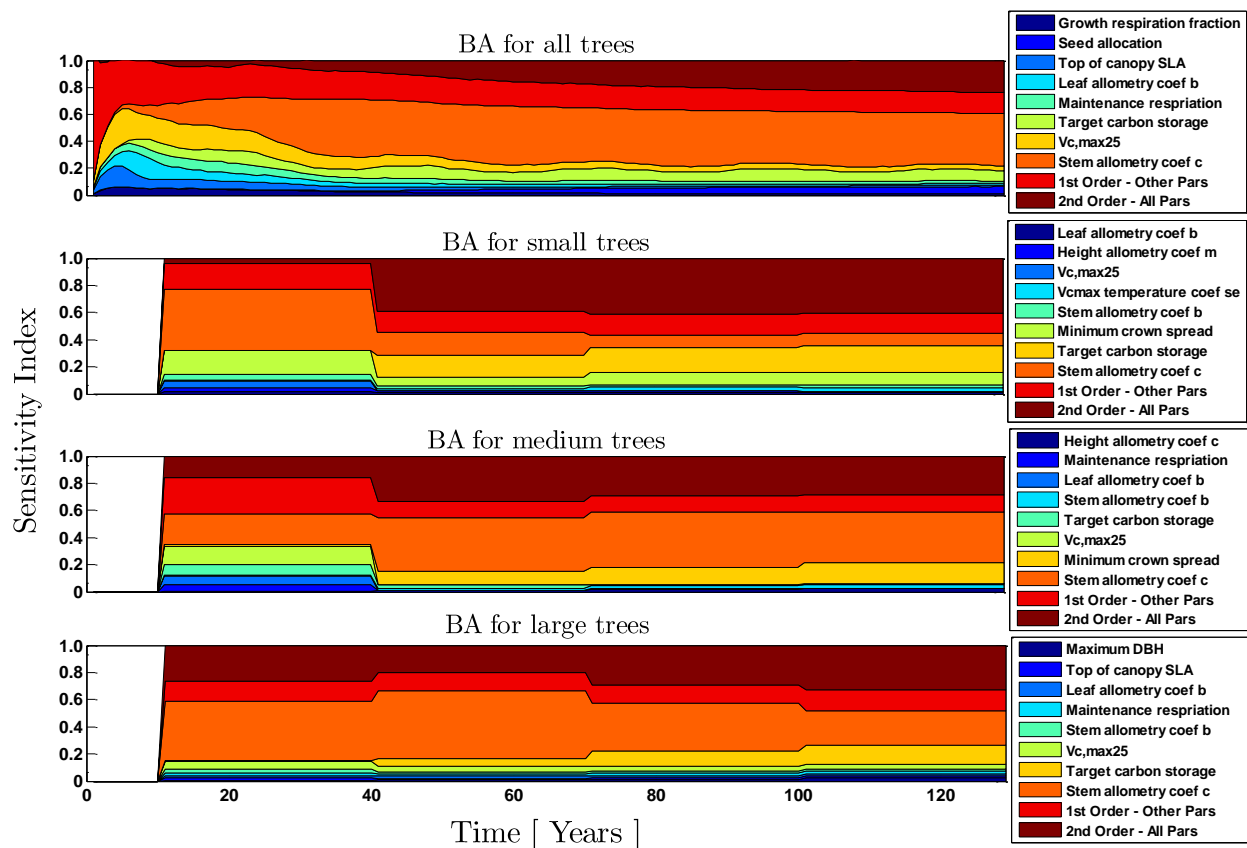 BA for all trees
1.0
0.8
0.6
0.4
0.2
0
Growth respiration fraction
Seed allocation
Top of canopy SLA
Leaf allometry coef b
Maintenance respriation
Target carbon storage
Vc,max25
Stem allometry coef c
1st Order - Other Pars
2nd Order - All Pars
BA for small trees
1.0
0.8
0.6
0.4
0.2
0
Leaf allometry coef b
Height allometry coef m
Vc,max25
Vcmax temperature coef se
Stem allometry coef b
Minimum crown spread
Target carbon storage
Stem allometry coef c
1st Order - Other Pars
2nd Order - All Pars
Sensitivity Index
BA for medium trees
1.0
0.8
0.6
0.4
0.2
0
Height allometry coef c
Maintenance respriation
Leaf allometry coef b
Stem allometry coef b
Target carbon storage
Vc,max25
Minimum crown spread
Stem allometry coef c
1st Order - Other Pars
2nd Order - All Pars
BA for large trees
1.0
0.8
0.6
0.4
0.2
0
0 20 40 60 80 100 120
Time [ Years ]
Maximum DBH
Top of canopy SLA
Leaf allometry coef b
Maintenance respiration
Stem allometry coef b
Vc,max25
Target carbon storage
Stem allometry coef c
1st Order - Other Pars
2nd Order - All Pars